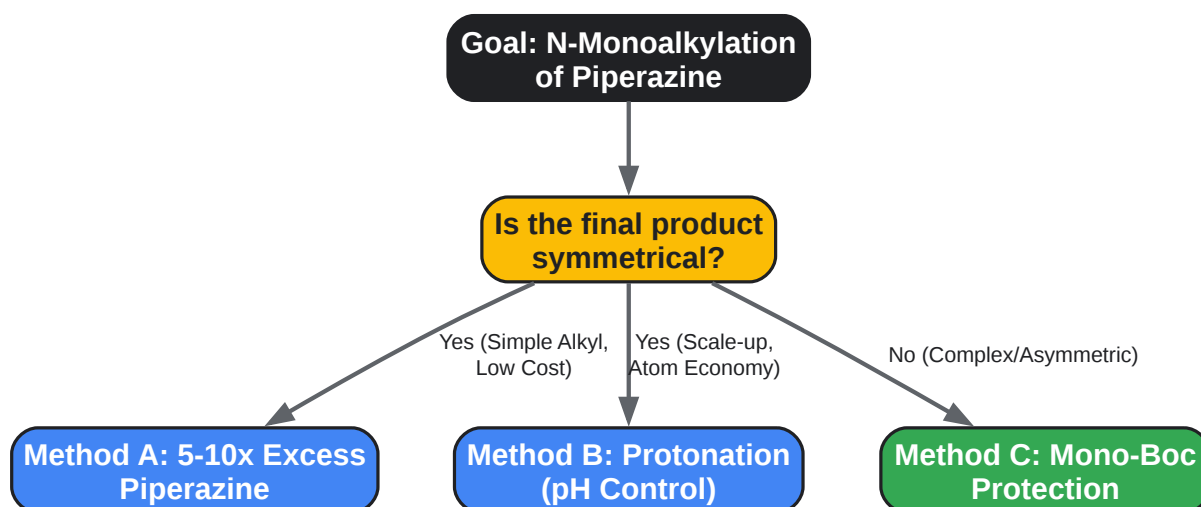 Goal: N-Monoalkylation
of Piperazine
Is the final product
symmetrical?
Yes (Simple Alkyl,
Low Cost)
Yes (Scale-up,
Atom Economy)
No (Complex/Asymmetric)
Method A: 5-10x Excess
Piperazine
Method B: Protonation
(pH Control)
Method C: Mono-Boc
Protection